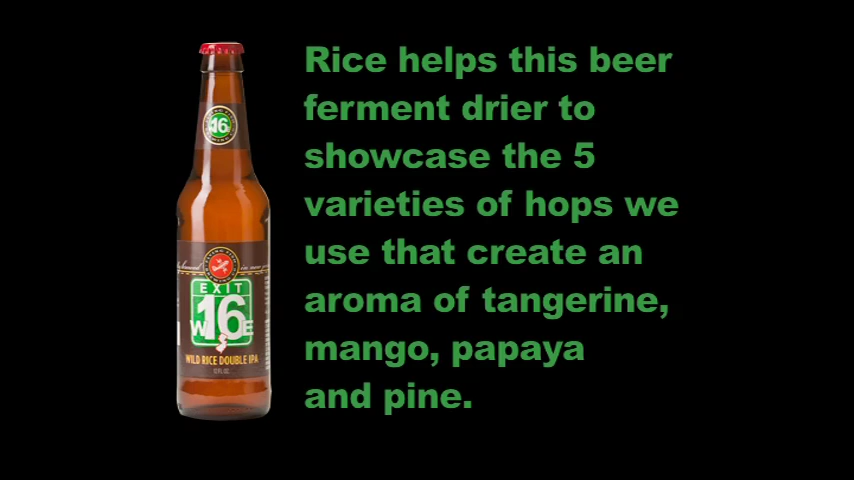 Rice helps this beer
ferment drier to
showcase the 5
varieties of hops we
use that create an
aroma of tangerine,
mango, papaya
and pine.
16
EXIT
16
W E
WILD RICE DOUBLE IPA